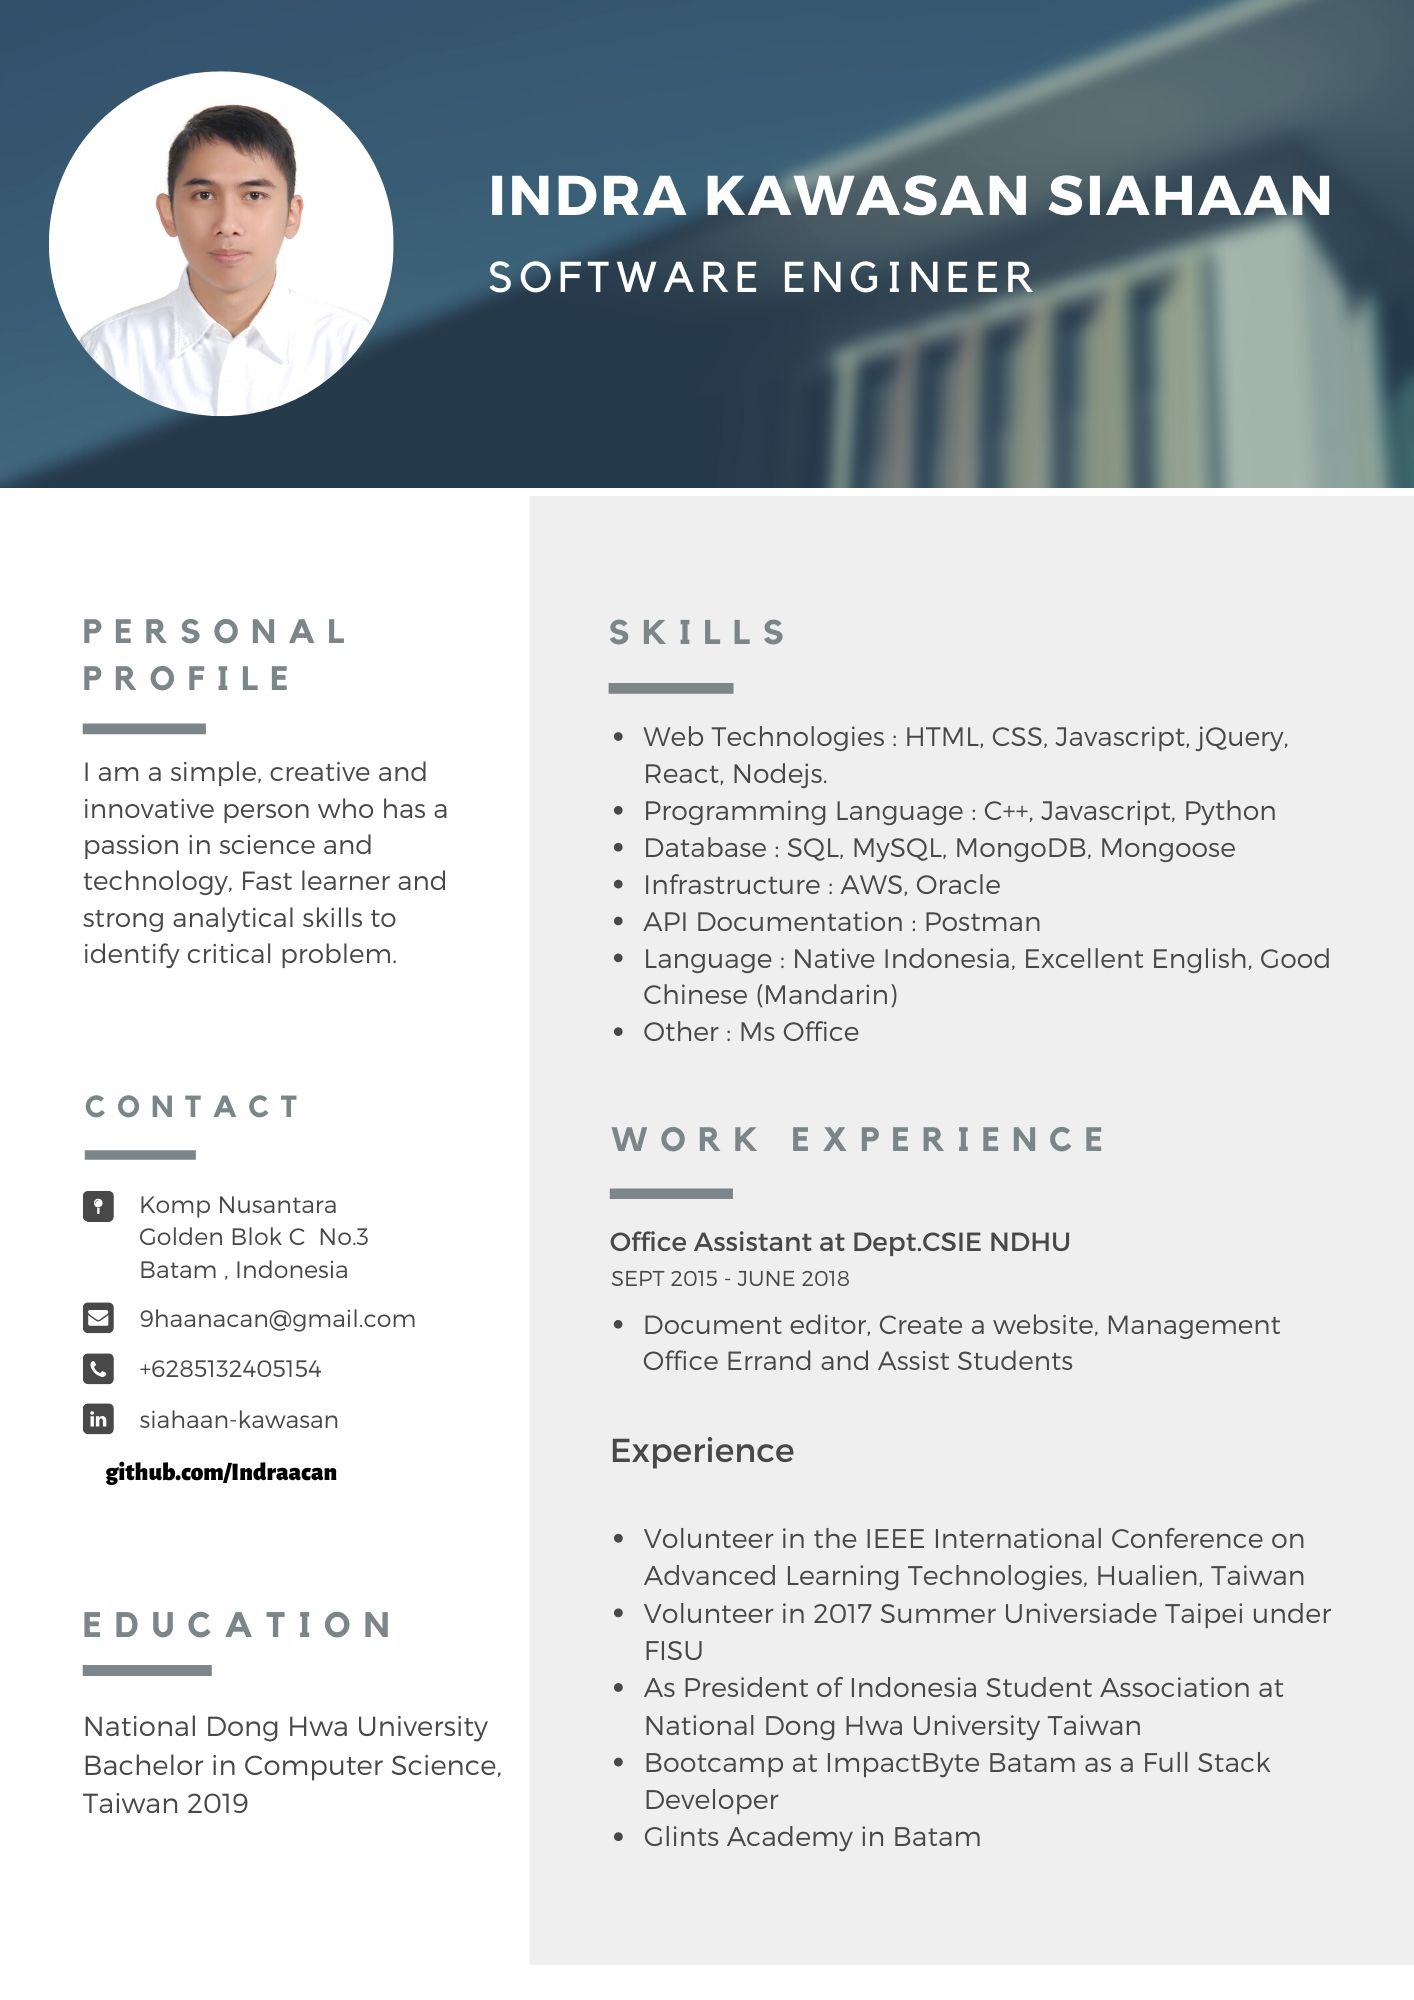 INDRA KAWASAN SIAHAAN
SOFTWARE ENGINEER
PERSONAL
PROFILE
I am a simple, creative and
innovative person who has a
passion in science and
technology, Fast learner and
strong analytical skills to
identify critical problem.
CONTACT
Komp Nusantara
Golden Blok C  No.3
Batam , Indonesia
9haanacan@gmail.com
+6285132405154
in siahaan-kawasan
github.com/Indraacan
EDUCATION
National Dong Hwa University
Bachelor in Computer Science,
Taiwan 2019
SKILLS
• Web Technologies : HTML, CSS, Javascript, jQuery,
React, Nodejs.
• Programming Language : C++, Javascript, Python
• Database : SQL, MySQL, MongoDB, Mongoose
• Infrastructure : AWS, Oracle
• API Documentation : Postman
• Language : Native Indonesia, Excellent English, Good
Chinese (Mandarin)
• Other : Ms Office
WORK EXPERIENCE
Office Assistant at Dept.CSIE NDHU
SEPT 2015 - JUNE 2018
• Document editor, Create a website, Management
Office Errand and Assist Students
Experience
• Volunteer in the IEEE International Conference on
Advanced Learning Technologies, Hualien, Taiwan
• Volunteer in 2017 Summer Universiade Taipei under
FISU
• As President of Indonesia Student Association at
National Dong Hwa University Taiwan
• Bootcamp at ImpactByte Batam as a Full Stack
Developer
• Glints Academy in Batam